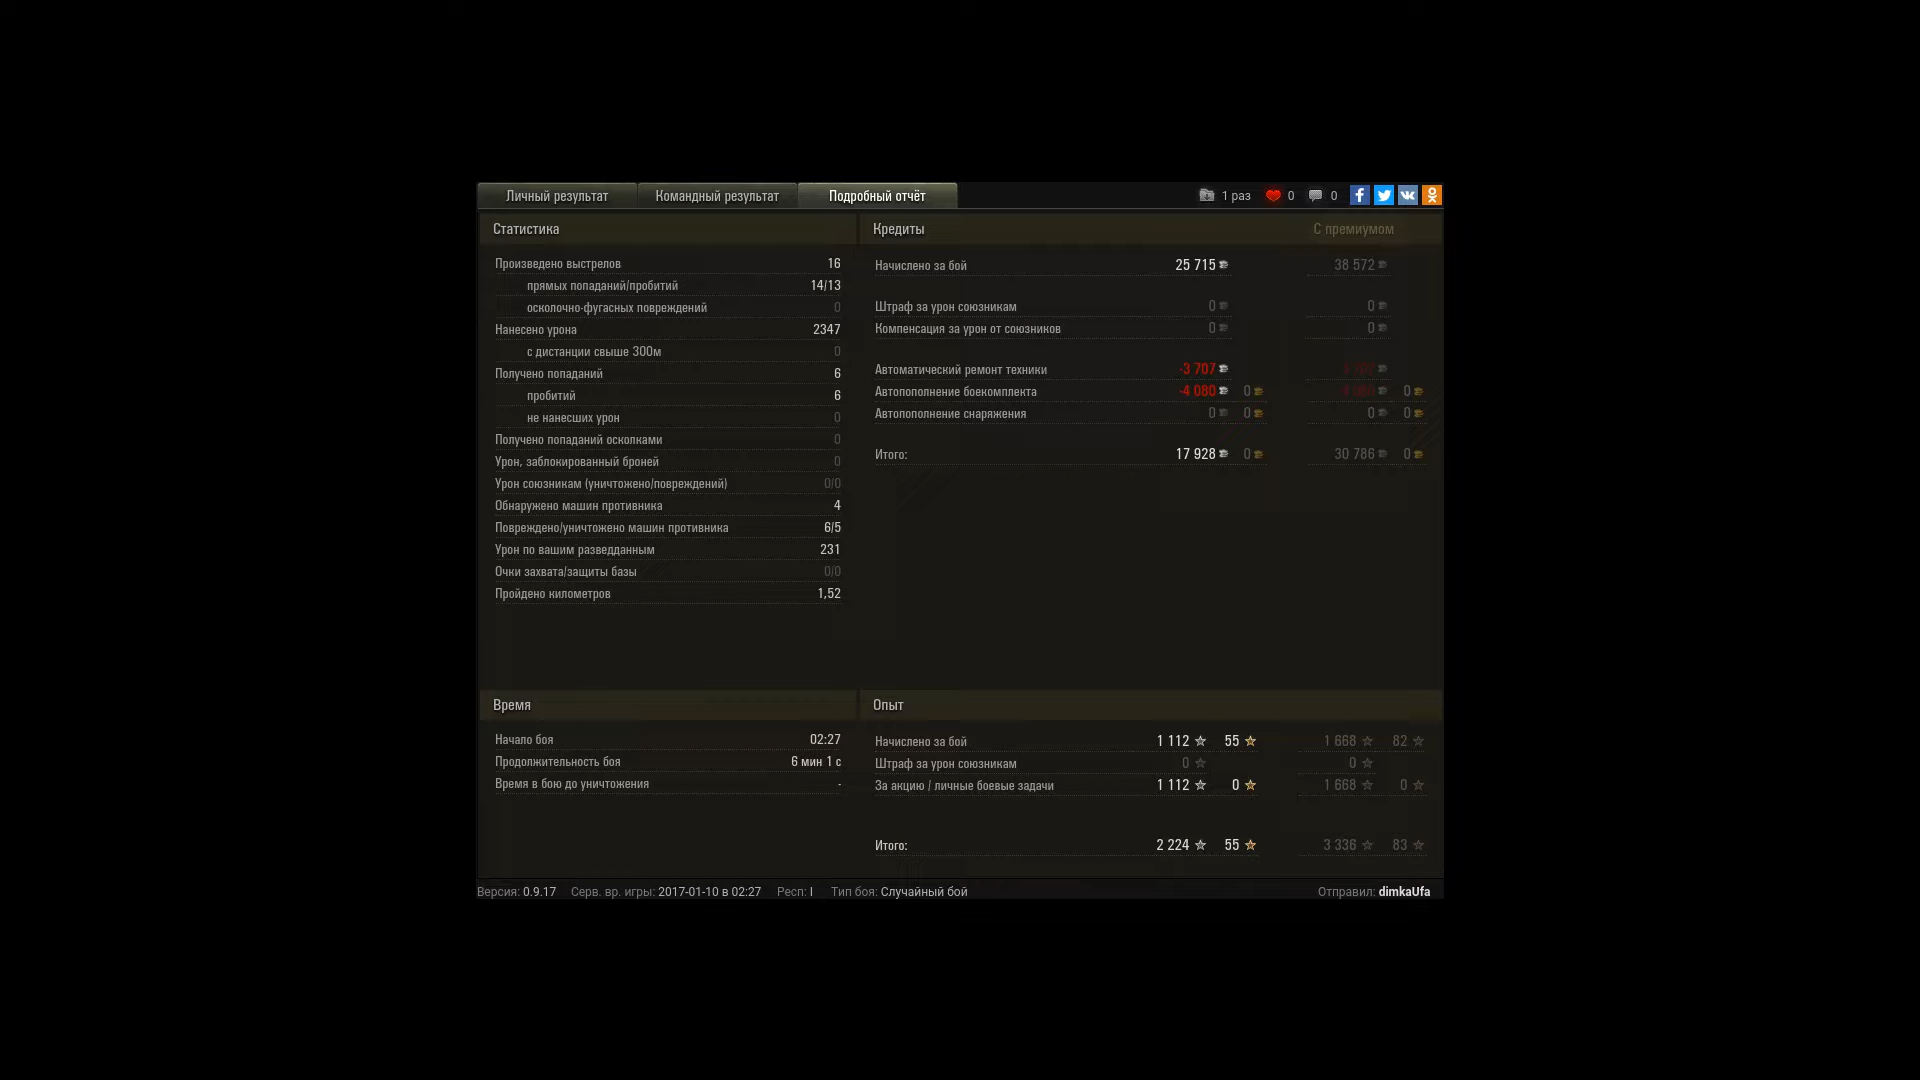 Личный результат Командный результат Подробный отчёт 1 раз 0 0
Статистика
Произведено выстрелов 16
прямых попаданий/пробитий 14/13
осколочно-фугасных повреждений 0
Нанесено урона 2347
с дистанции свыше 300м 0
Получено попаданий 6
пробитий 6
не нанесших урон 0
Получено попаданий осколками 0
Урон, заблокированный броней 0
Урон союзникам (уничтожено/повреждений) 0/0
Обнаружено машин противника 4
Повреждено/уничтожено машин противника 6/5
Урон по вашим разведданным 231
Очки захвата/защиты базы 0/0
Пройдено километров 1,52
Кредиты С премиумом
Начислено за бой 25 715 38 572
Штраф за урон союзникам 0 0
Компенсация за урон от союзников 0 0
Автоматический ремонт техники -3 707
Автопополнение боекомплекта -4 080 0 0
Автопополнение снаряжения 0 0 0 0
Итого: 17 928 0 30 786 0
Время
Начало боя 02:27
Продолжительность боя 6 мин 1 с
Время в бою до уничтожения -
Опыт
Начислено за бой 1 112 55 1 668 82
Штраф за урон союзникам 0 0
За акцию / личные боевые задачи 1 112 0 1 668 0
Итого: 2 224 55 3 336 83
Версия: 0.9.17 Серв. вр. игры: 2017-01-10 в 02:27 Респ: I Тип боя: Случайный бой Отправил: dimkaUfa